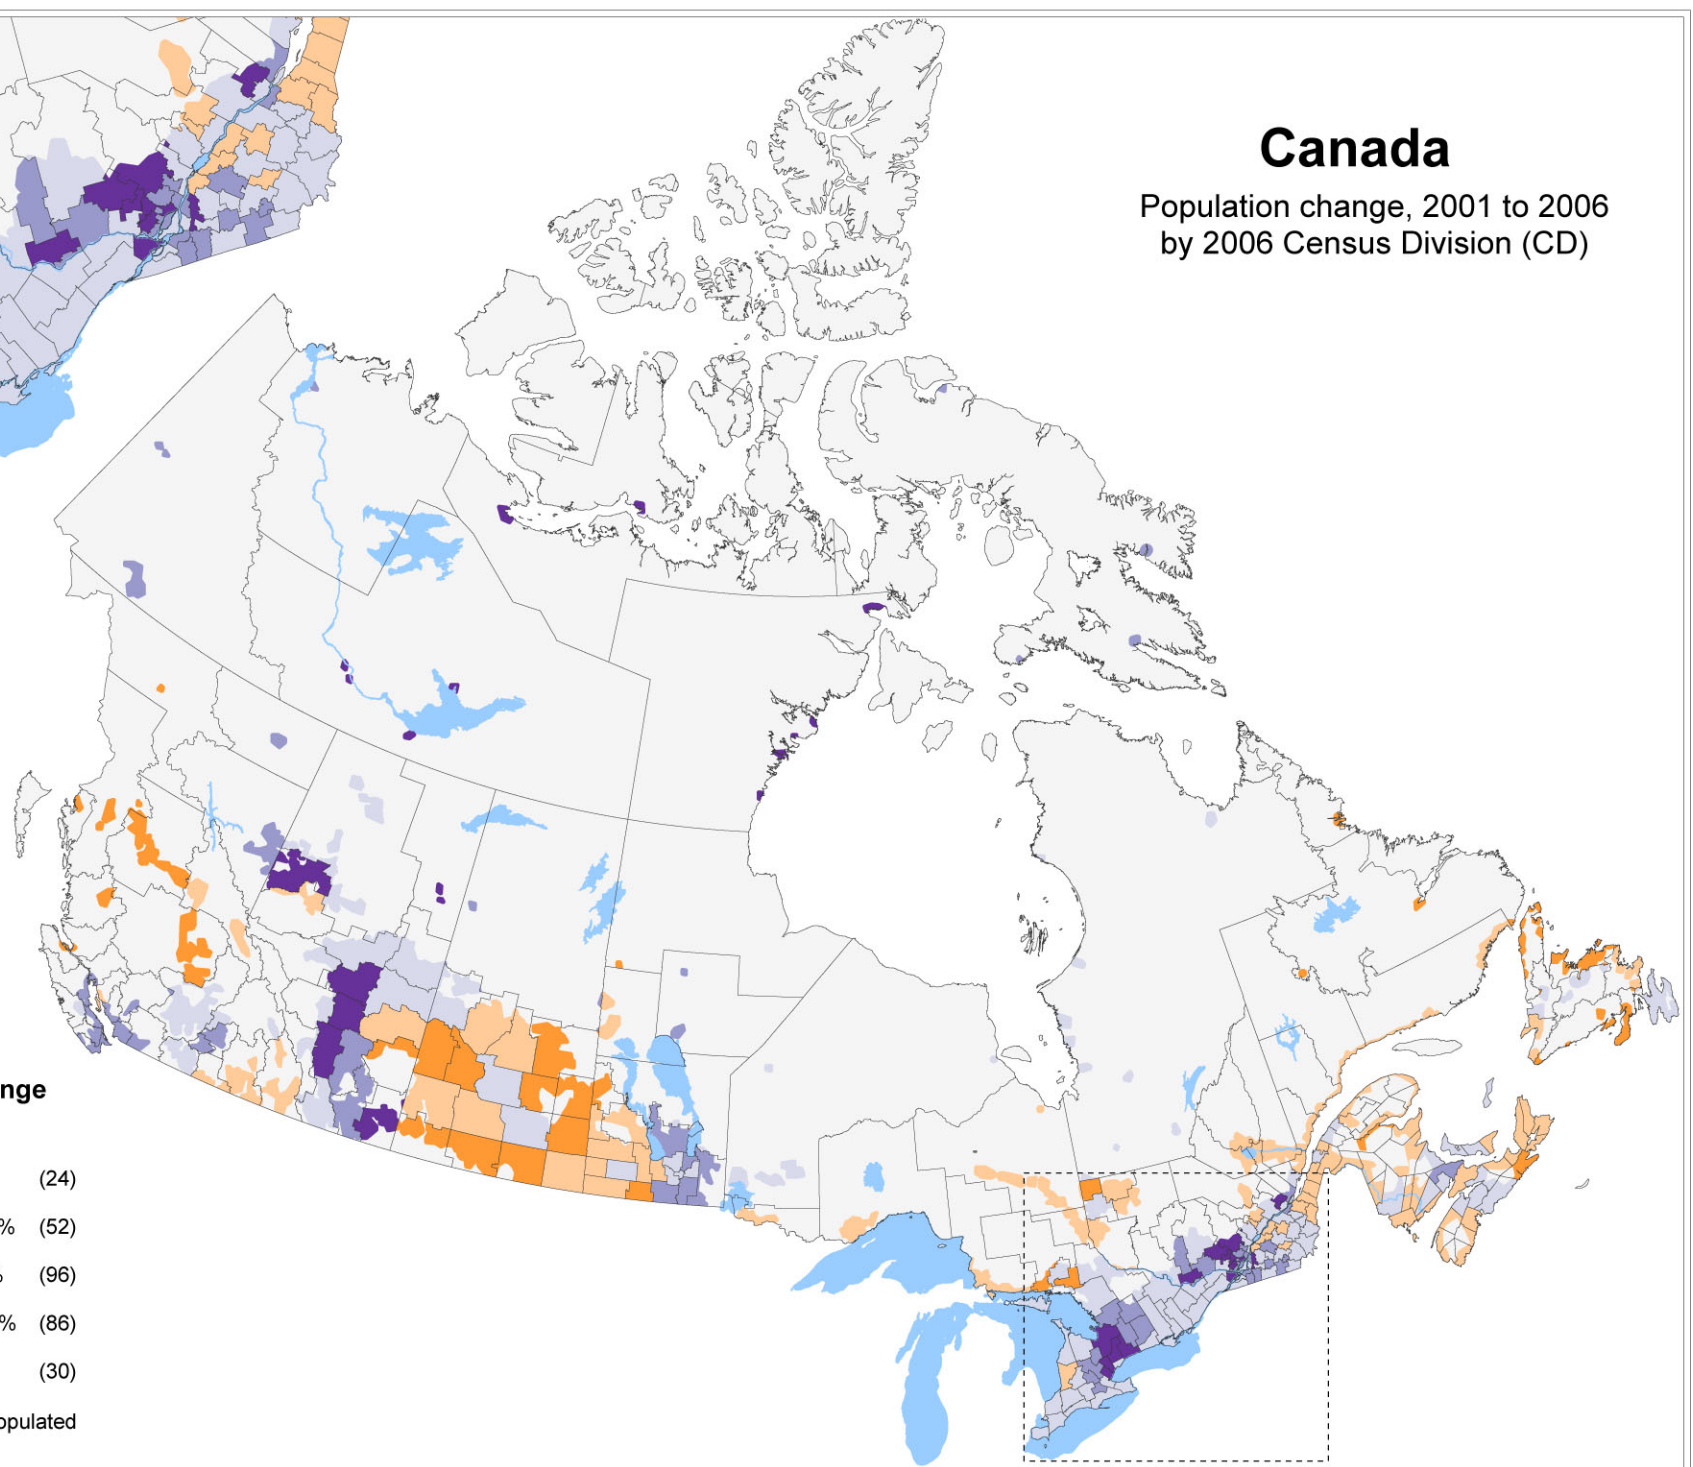 Canada
Population change, 2001 to 2006
by 2006 Census Division (CD)
nge
(24)
% (52)
% (96)
% (86)
(30)
opulated